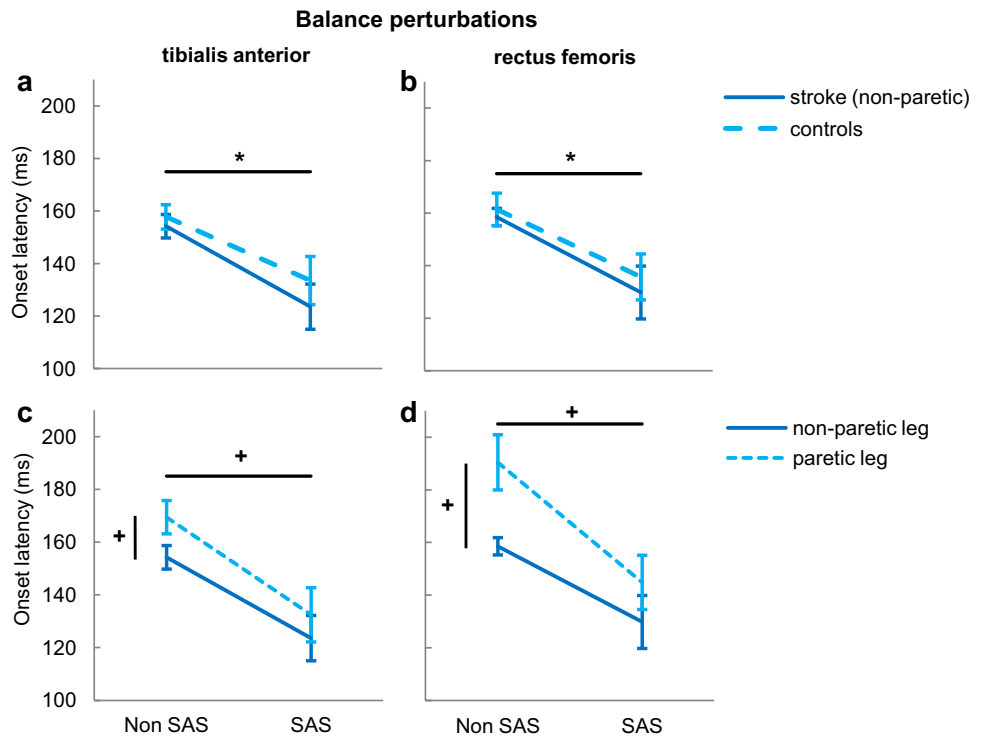 Balance perturbations
tibialis anterior
rectus femoris
a
b
stroke (non-paretic)
controls
Onset latency (ms)
200
180
160
140
120
100
*
*
c
d
non-paretic leg
paretic leg
Onset latency (ms)
200
180
160
140
120
100
+
+
+
+
Non SAS
SAS
Non SAS
SAS